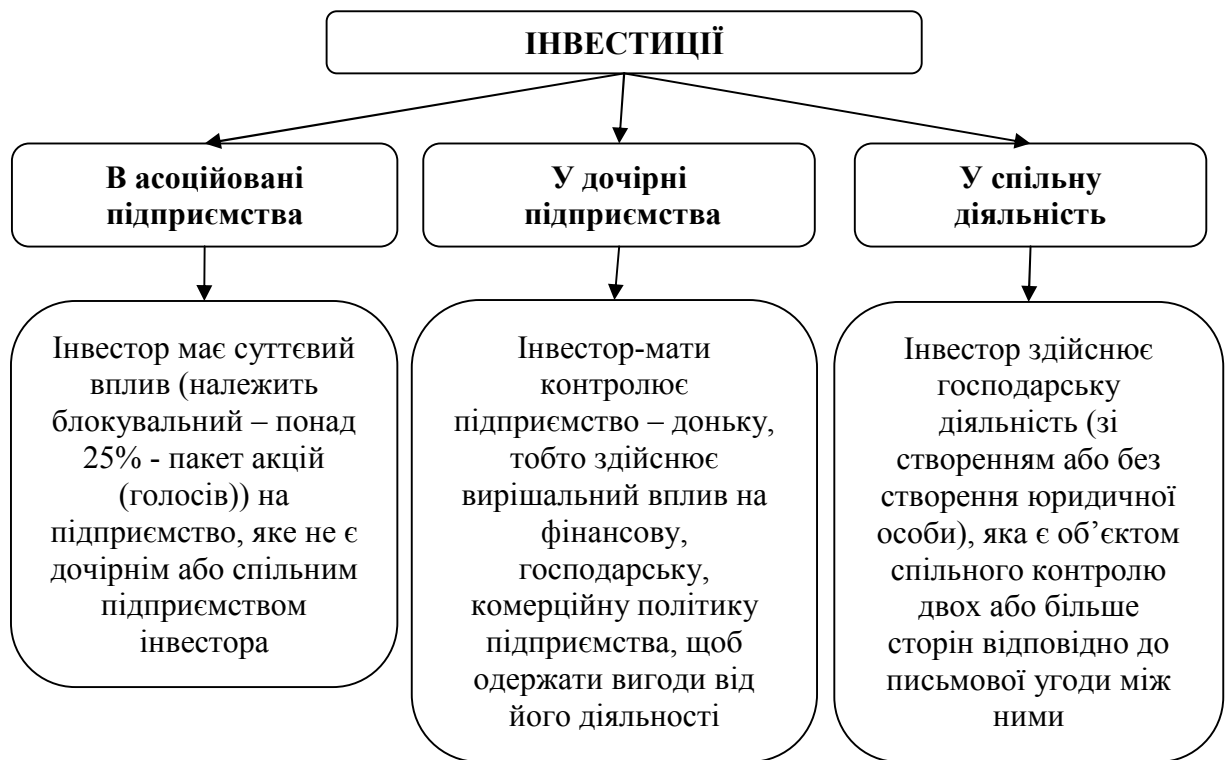 ІНВЕСТИЦІЇ
В асоційовані
підприємства
У дочірні
підприємства
У спільну
діяльність
Інвестор має суттєвий
вплив (належить
блокувальний – понад
25% - пакет акцій
(голосів)) на
підприємство, яке не є
дочірнім або спільним
підприємством
інвестора
Інвестор-мати
контролює
підприємство – доньку,
тобто здійснює
вирішальний вплив на
фінансову,
господарську,
комерційну політику
підприємства, щоб
одержати вигоди від
його діяльності
Інвестор здійснює
господарську
діяльність (зі
створенням або без
створення юридичної
особи), яка є об’єктом
спільного контролю
двох або більше
сторін відповідно до
письмової угоди між
ними